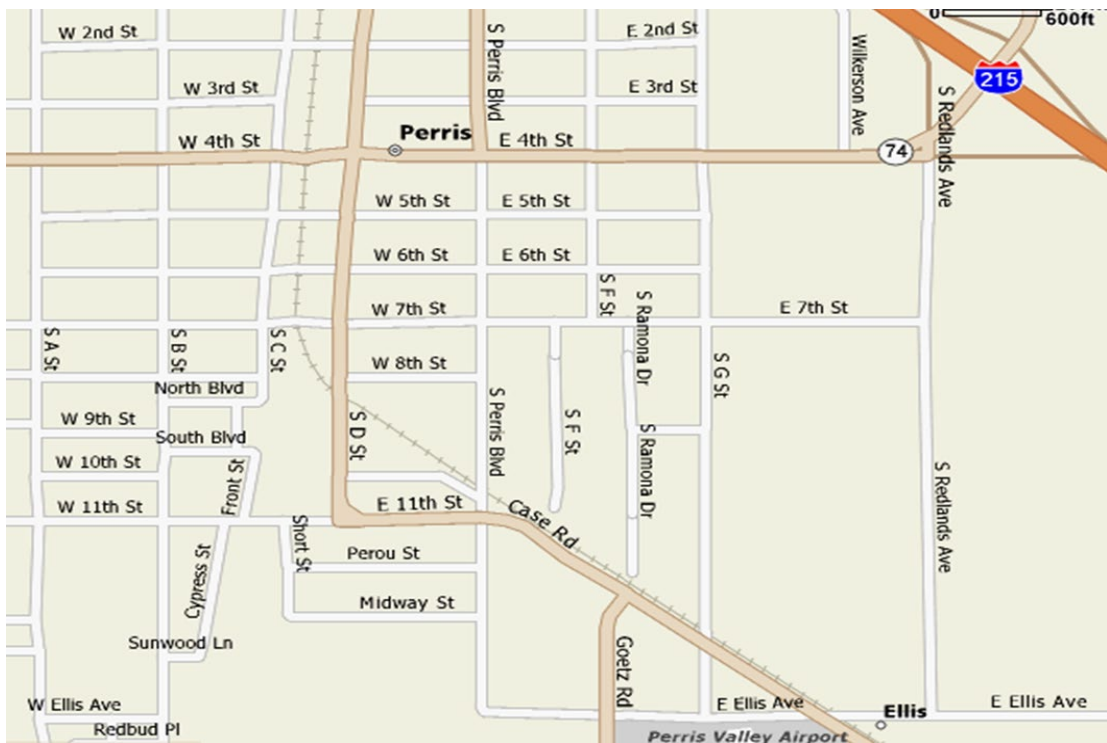 0 600ft
W 2nd St
E 2nd St
S Perris Blvd
Wilkerson Ave
215
W 3rd St
E 3rd St
S Redlands Ave
Perris
W 4th St
E 4th St
74
W 5th St
E 5th St
W 6th St
E 6th St
S F St
S Ramona Dr
W 7th St
E 7th St
S A St
S B St
S C St
W 8th St
S G St
North Blvd
S Perris Blvd
W 9th St
S D St
S F St
S Ramona Dr
South Blvd
W 10th St
Front St
S Redlands Ave
W 11th St
E 11th St
Case Rd
Short St
Perou St
Cypress St
Midway St
Sunwood Ln
Goetz Rd
W Ellis Ave
E Ellis Ave
Ellis
E Ellis Ave
Redbud Pl
Perris Valley Airport